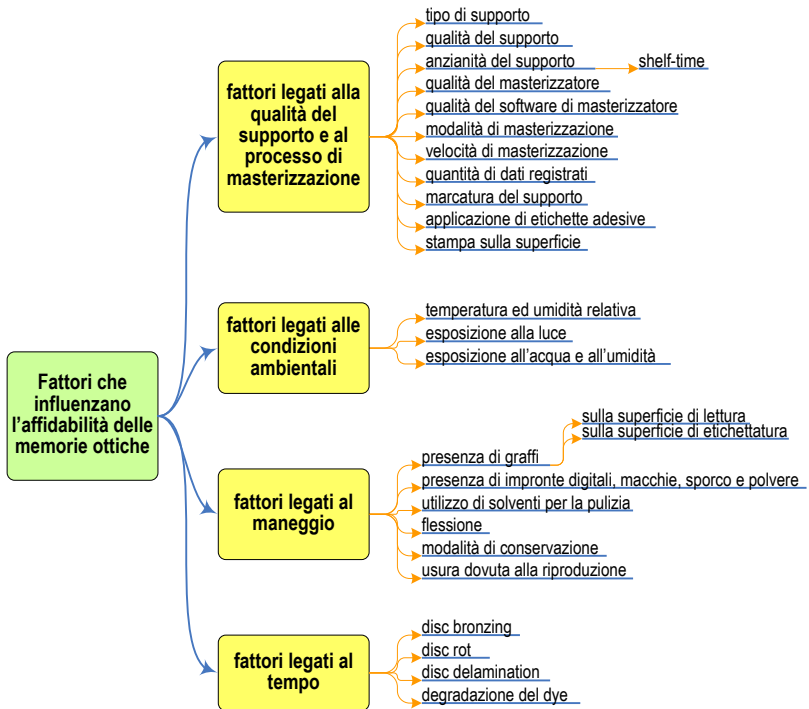 Fattori che
influenzano
l'affidabilità delle
memorie ottiche
fattori legati alla
qualità del
supporto e al
processo di
masterizzazione
tipo di supporto
qualità del supporto
anzianità del supporto
shelf-time
qualità del masterizzatore
qualità del software di masterizzatore
modalità di masterizzazione
velocità di masterizzazione
quantità di dati registrati
marcatura del supporto
applicazione di etichette adesive
stampa sulla superficie
fattori legati alle
condizioni
ambientali
temperatura ed umidità relativa
esposizione alla luce
esposizione all'acqua e all'umidità
fattori legati al
maneggio
presenza di graffi
sulla superficie di lettura
sulla superficie di etichettatura
presenza di impronte digitali, macchie, sporco e polvere
utilizzo di solventi per la pulizia
flessione
modalità di conservazione
usura dovuta alla riproduzione
fattori legati al
tempo
disc bronzing
disc rot
disc delamination
degradazione del dye